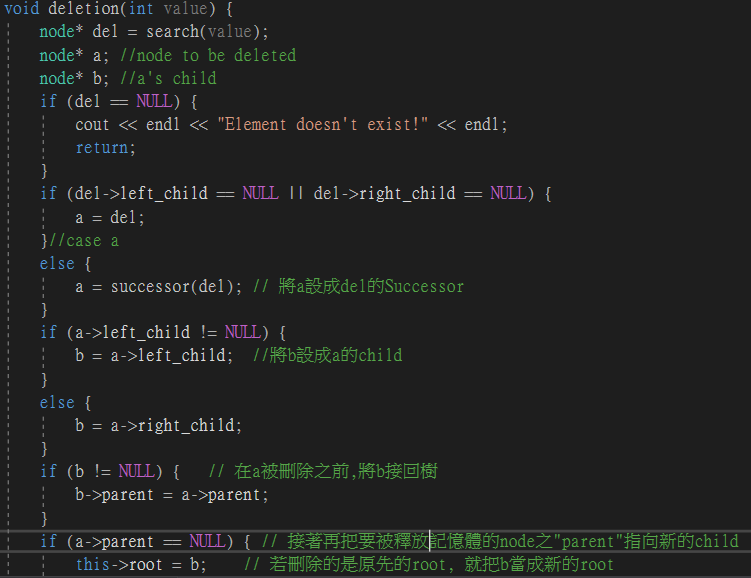 void deletion(int value) {
node* del = search(value);
node* a; //node to be deleted
node* b; //a's child
if (del == NULL) {
cout << endl << "Element doesn't exist!" << endl;
return;
}
if (del->left_child == NULL || del->right_child == NULL) {
a = del;
}//case a
else {
a = successor(del); // 將a設成del的Successor
}
if (a->left_child != NULL) {
b = a->left_child;  //將b設成a的child
}
else {
b = a->right_child;
}
if (b != NULL) {   // 在a被刪除之前,將b接回樹
b->parent = a->parent;
}
if (a->parent == NULL) { // 接著再把要被釋放記憶體的node之"parent"指向新的child
this->root = b;    // 若刪除的是原先的root, 就把b當成新的root